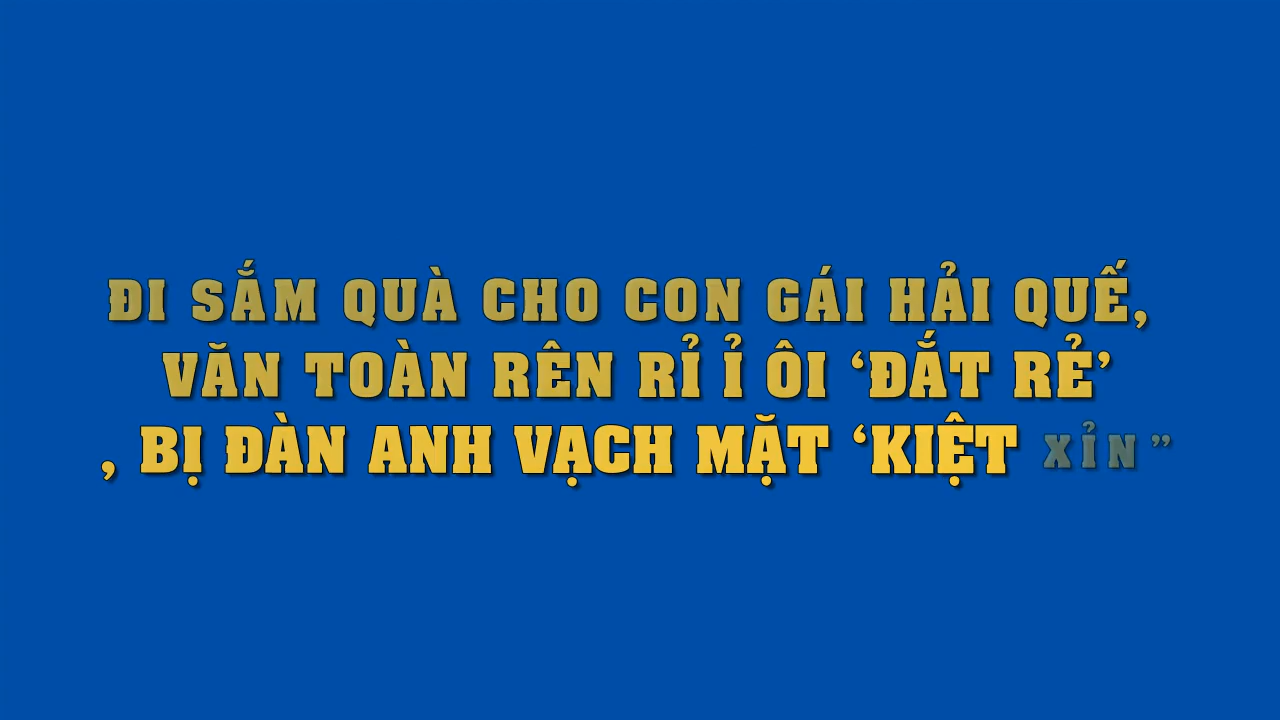 ĐI SẮM QUÀ CHO CON GÁI HẢI QUẾ,
VĂN TOÀN RÊN RỈ Ỉ ÔI ‘ĐẮT RẺ’
, BỊ ĐÀN ANH VẠCH MẶT ‘KIỆT XỈN”